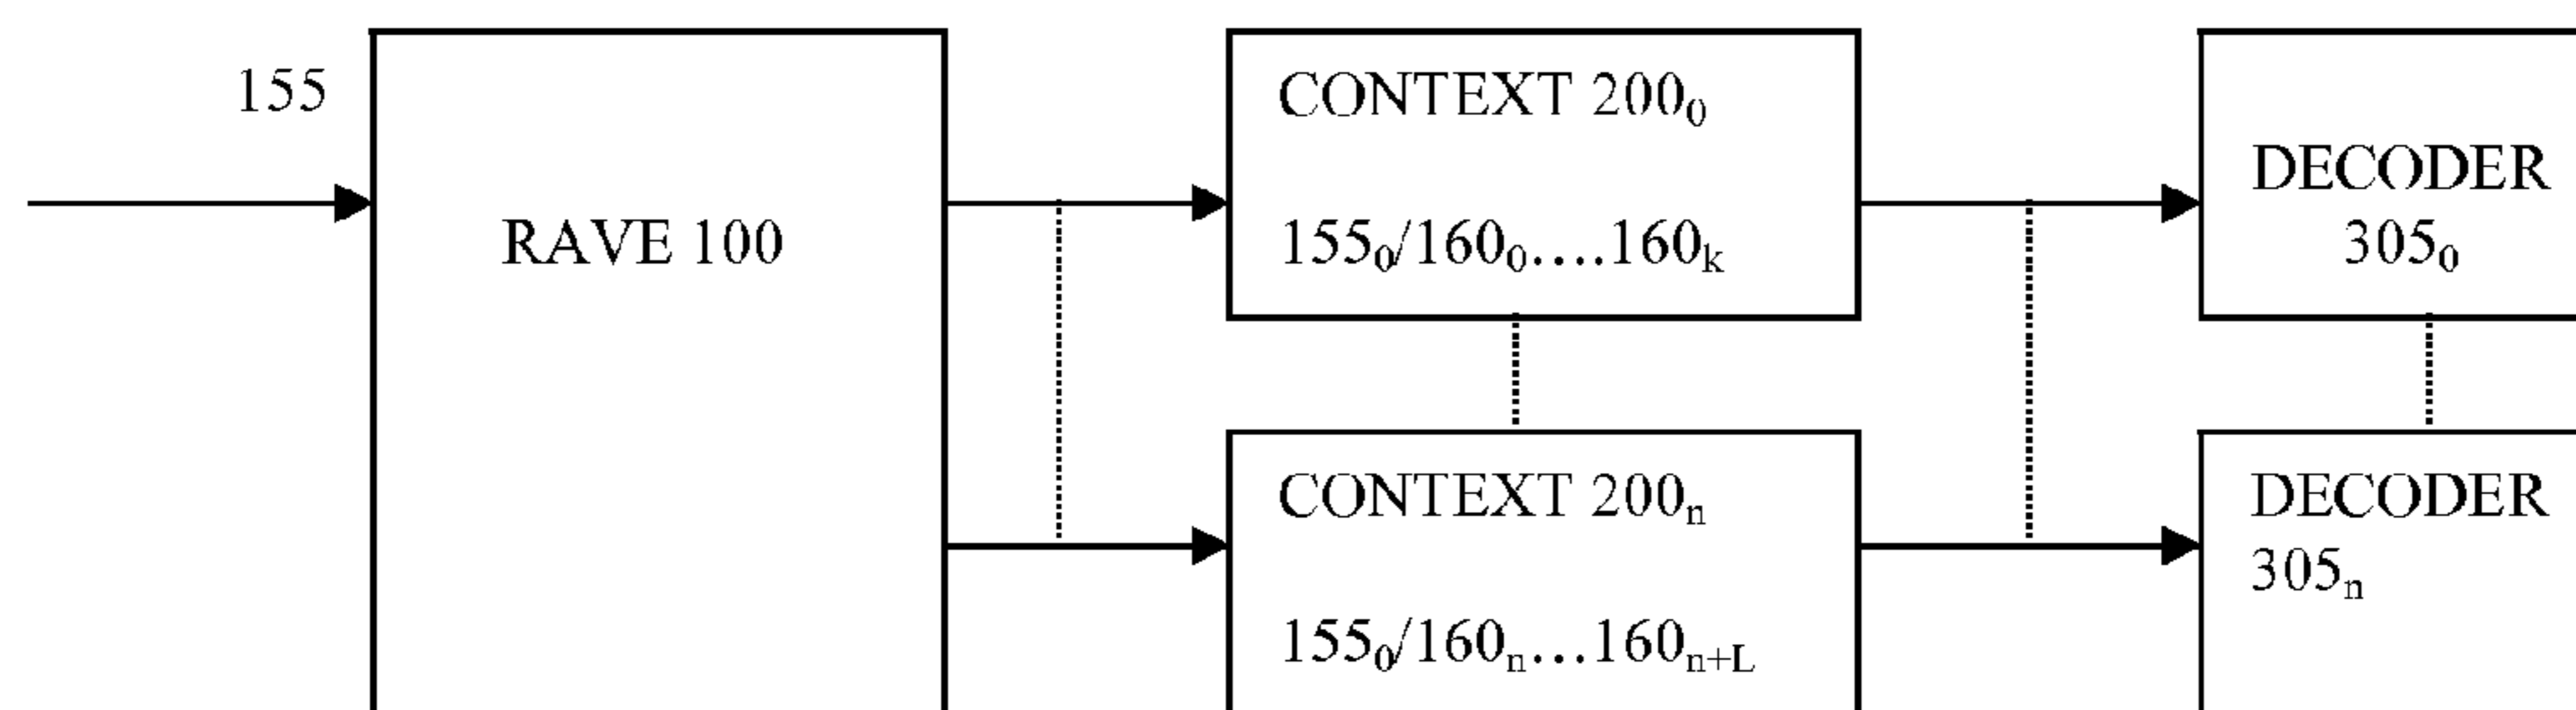 155
RAVE 100
CONTEXT 200₀
155₀/160₀....160ₖ
DECODER
305₀
CONTEXT 200ₙ
155₀/160ₙ...160ₙ₊L
DECODER
305ₙ